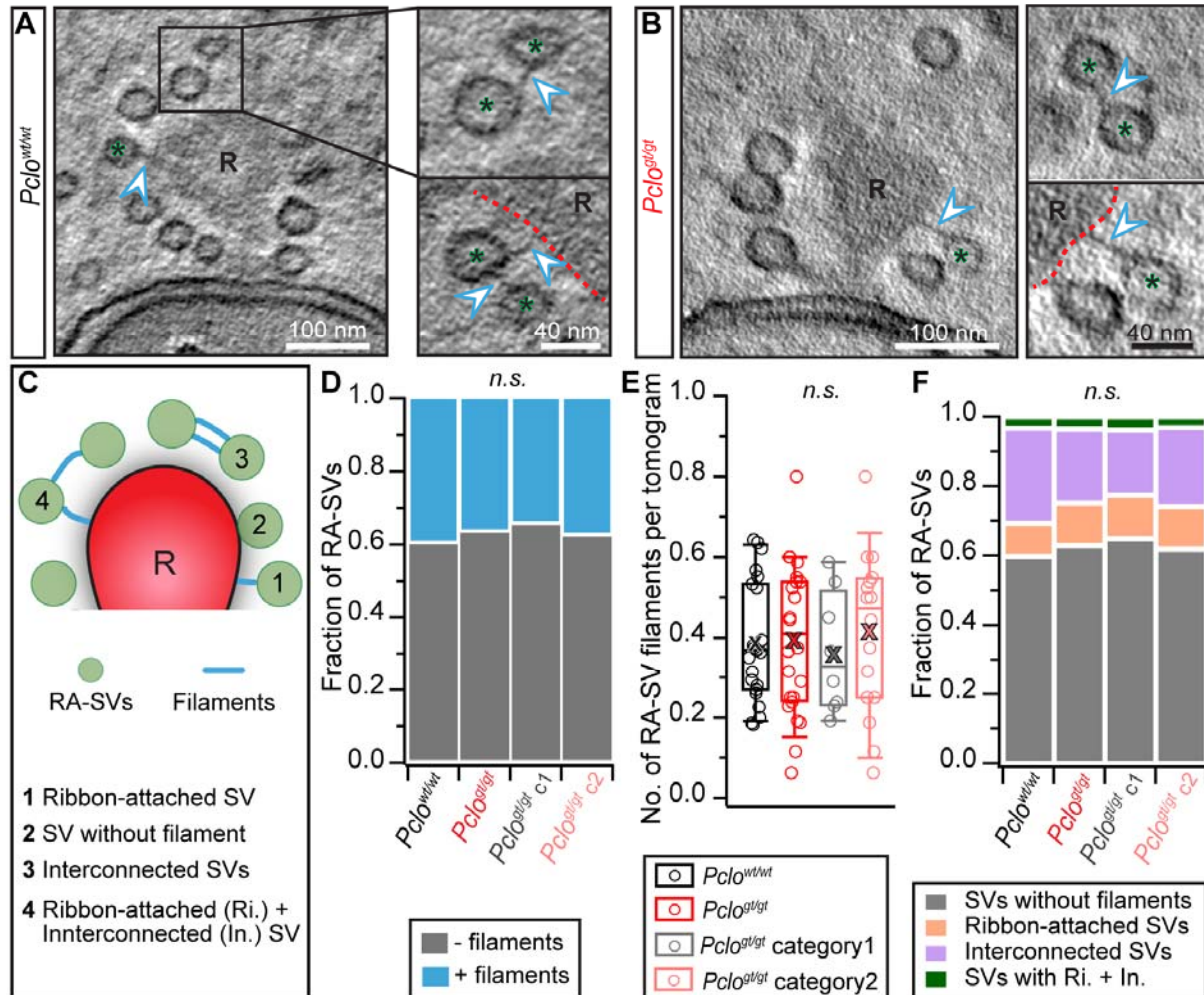 A
Pclo^wt/wt
*
*
*
R
100 nm
R
*
*
40 nm
B
Pclo^gt/gt
R
*
100 nm
*
*
R
*
40 nm
C
4
3
2
1
R
RA-SVs
Filaments
1 Ribbon-attached SV
2 SV without filament
3 Interconnected SVs
4 Ribbon-attached (Ri.) +
Innterconnected (In.) SV
D
n.s.
Fraction of RA-SVs
1.0
0.8
0.6
0.4
0.2
0.0
Pclo^wt/wt
Pclo^gt/gt
Pclo^gt/gt c1
Pclo^gt/gt c2
- filaments
+ filaments
E
n.s.
No. of RA-SV filaments per tomogram
1.0
0.8
0.6
0.4
0.2
0.0
X X X X
Pclo^wt/wt
Pclo^gt/gt
Pclo^gt/gt category1
Pclo^gt/gt category2
F
n.s.
Fraction of RA-SVs
1.0
0.8
0.6
0.4
0.2
0.0
Pclo^wt/wt
Pclo^gt/gt
Pclo^gt/gt c1
Pclo^gt/gt c2
SVs without filaments
Ribbon-attached SVs
Interconnected SVs
SVs with Ri. + In.